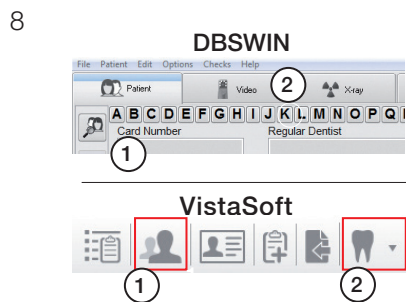 8
DBSWIN
File Patient Edit Options Checks Help
Patient Video 2 X-ray
A B C D E F G H I J K L M N O P Q
Card Number Regular Dentist
1
VistaSoft
1 2